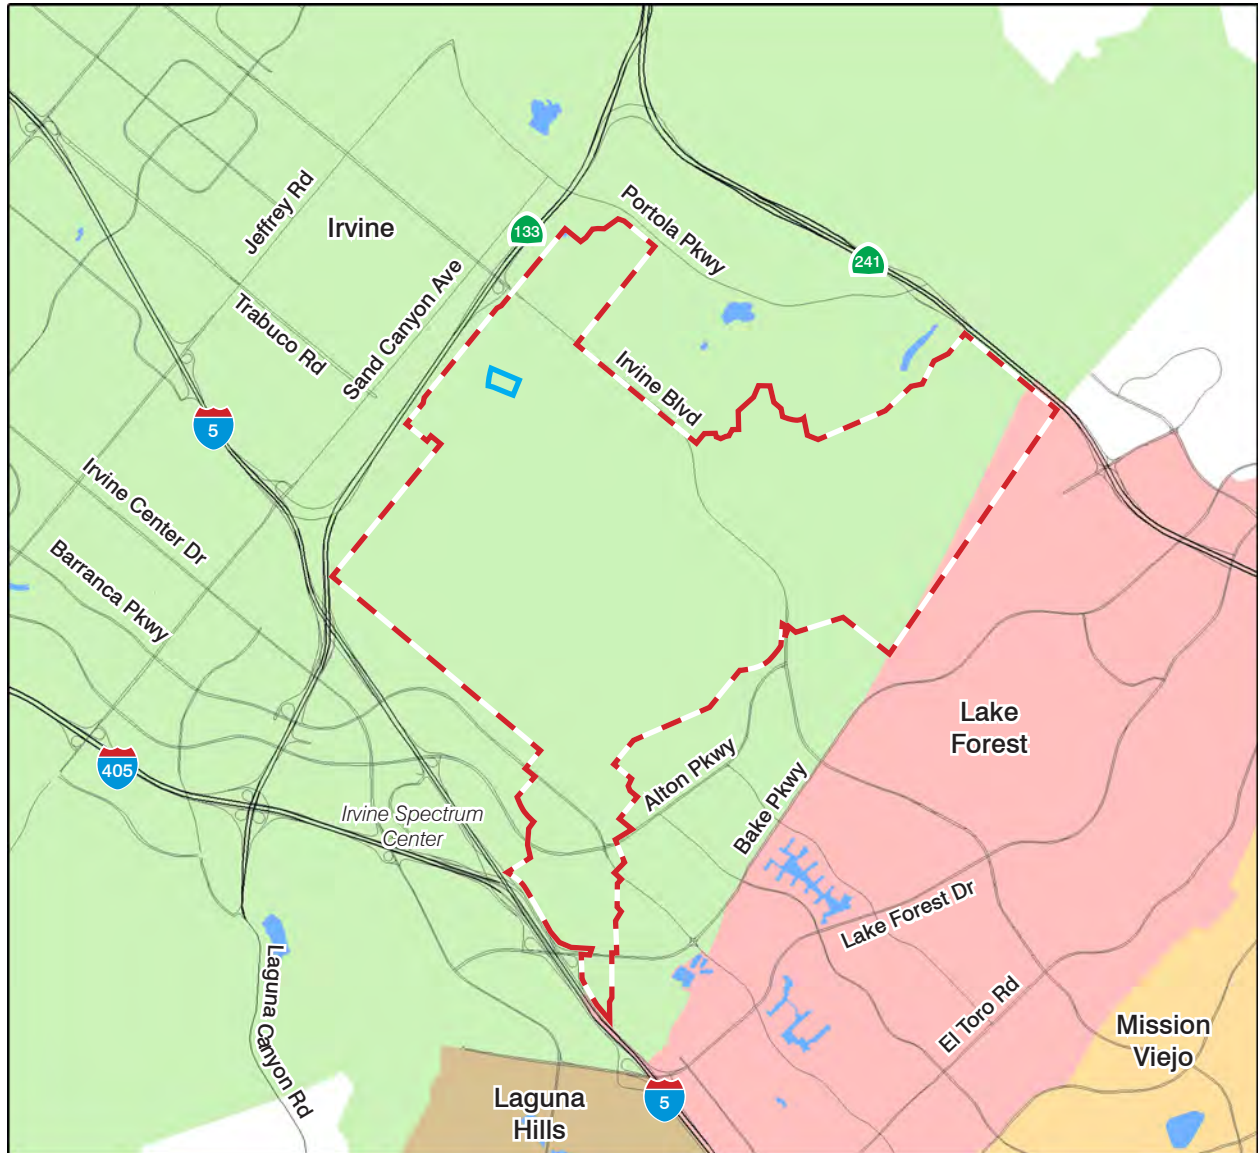 Portola Pkwy
Jeffrey Rd
Irvine
133
241
Sand Canyon Ave
Trabuco Rd
Irvine Blvd
5
Irvine Center Dr
Barranca Pkwy
Lake
Forest
405
Alton Pkwy
Irvine Spectrum
Center
Bake Pkwy
Lake Forest Dr
Laguna Canyon Rd
El Toro Rd
Mission
Viejo
Laguna
Hills
5